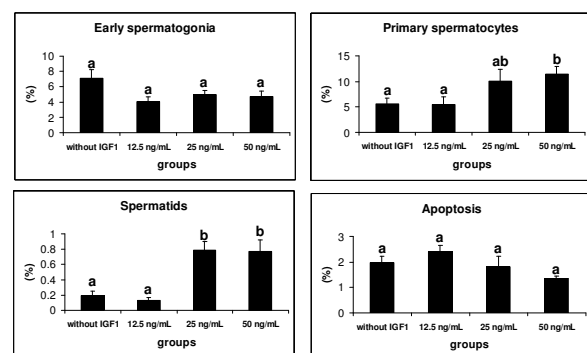 Early spermatogonia
10
8
6
4
2
0
(%)
a
a
a
a
without IGF1 12.5 ng/mL 25 ng/mL 50 ng/mL
groups
Primary spermatocytes
15
10
5
0
(%)
a
a
ab
b
without IGF1 12.5 ng/mL 25 ng/mL 50 ng/mL
groups
Spermatids
1
0.8
0.6
0.4
0.2
0
(%)
a
a
b
b
without IGF1 12.5 ng/mL 25 ng/mL 50 ng/mL
groups
Apoptosis
3
2
1
0
(%)
a
a
a
a
without IGF1 12.5 ng/mL 25 ng/mL 50 ng/mL
groups